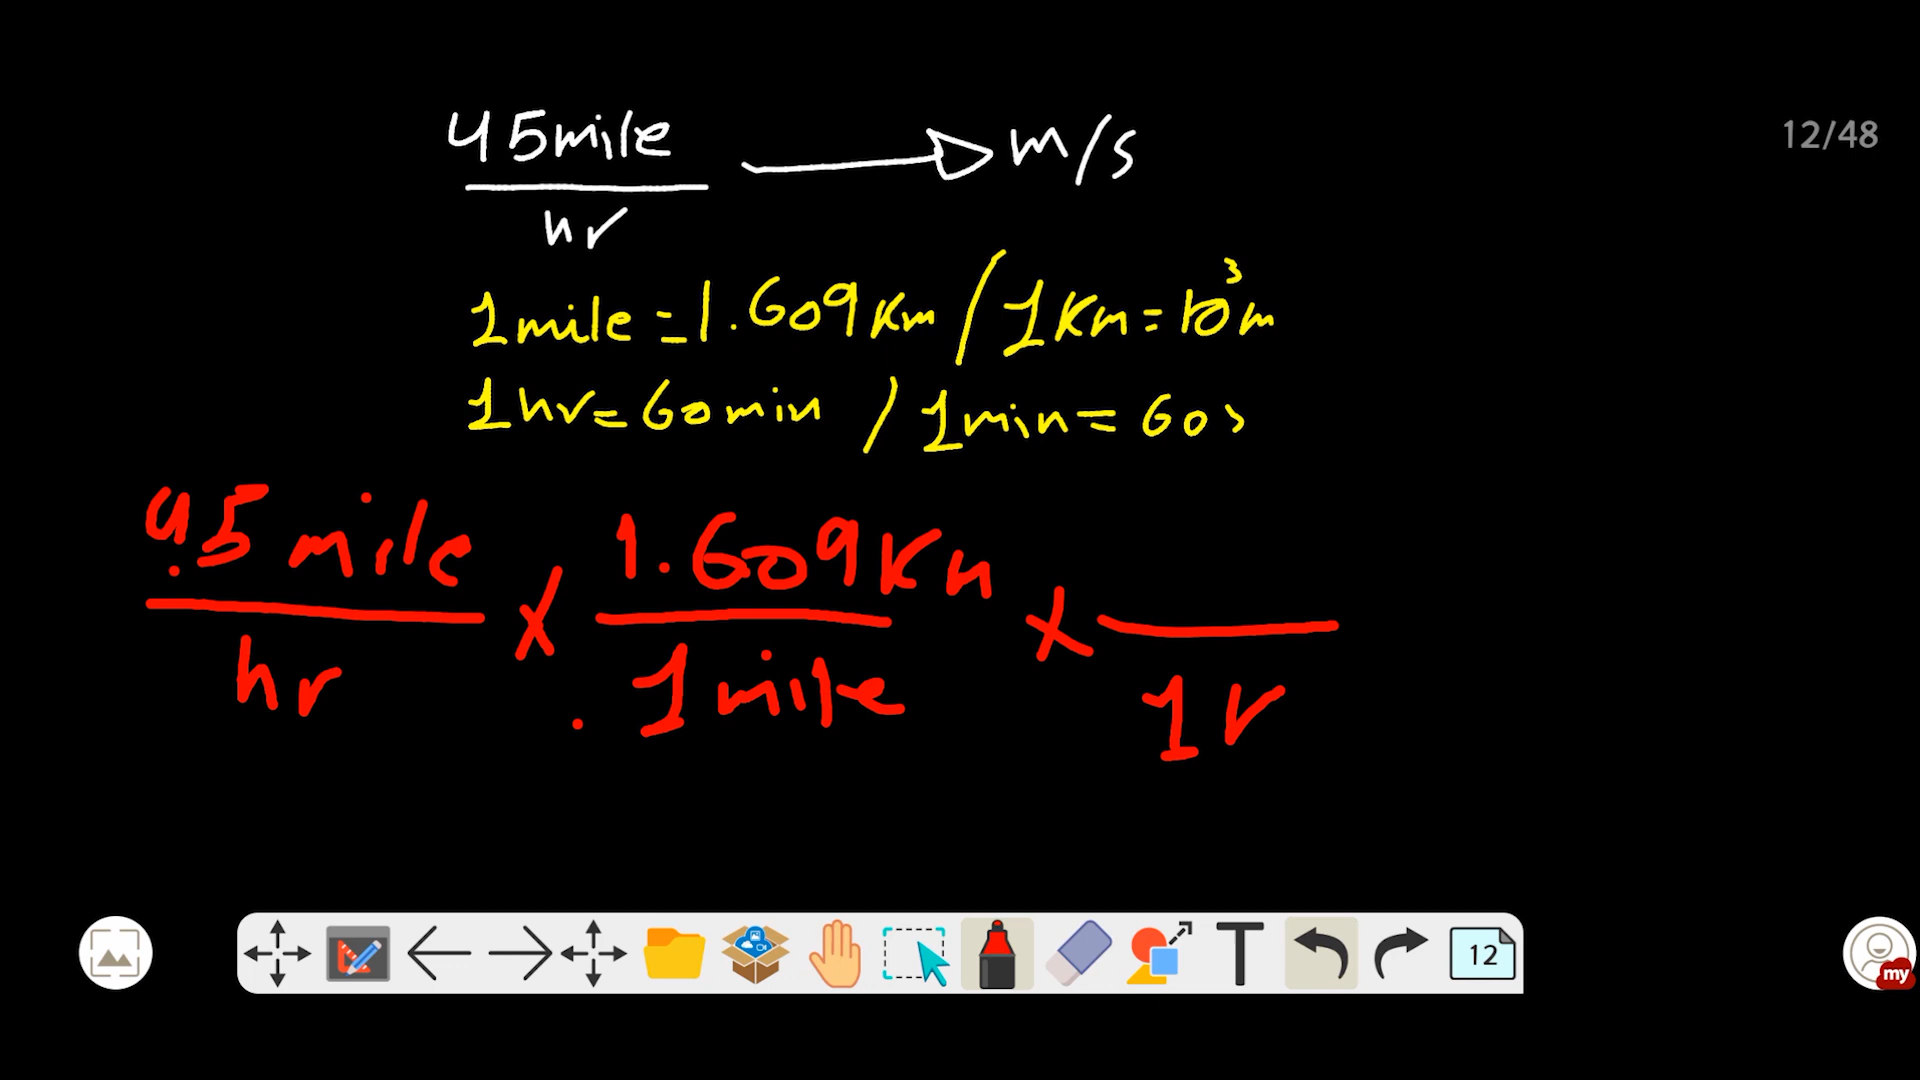 45mile → m/s
hr
12/48
1mile = 1.609Km / 1Km = 10³m
1hr = 60min / 1min = 60s
45 mile × 1.609Km ×
hr 1mile 1r
12
my